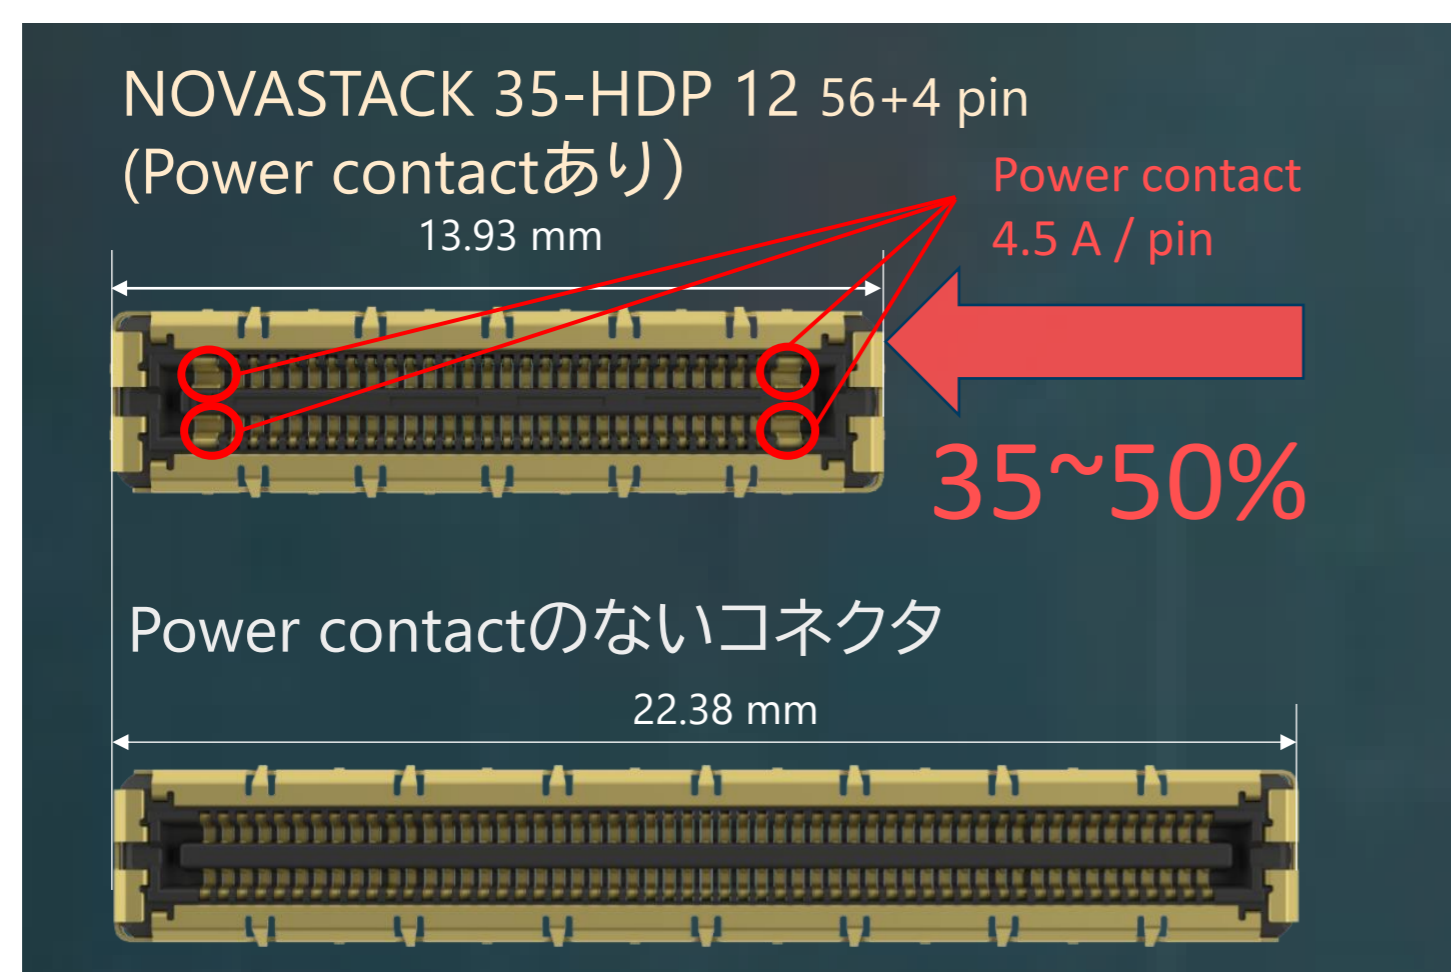 NOVASTACK 35-HDP 12 56+4 pin
(Power contactあり)
Power contact
4.5 A / pin
13.93 mm
35~50%
Power contactのないコネクタ
22.38 mm